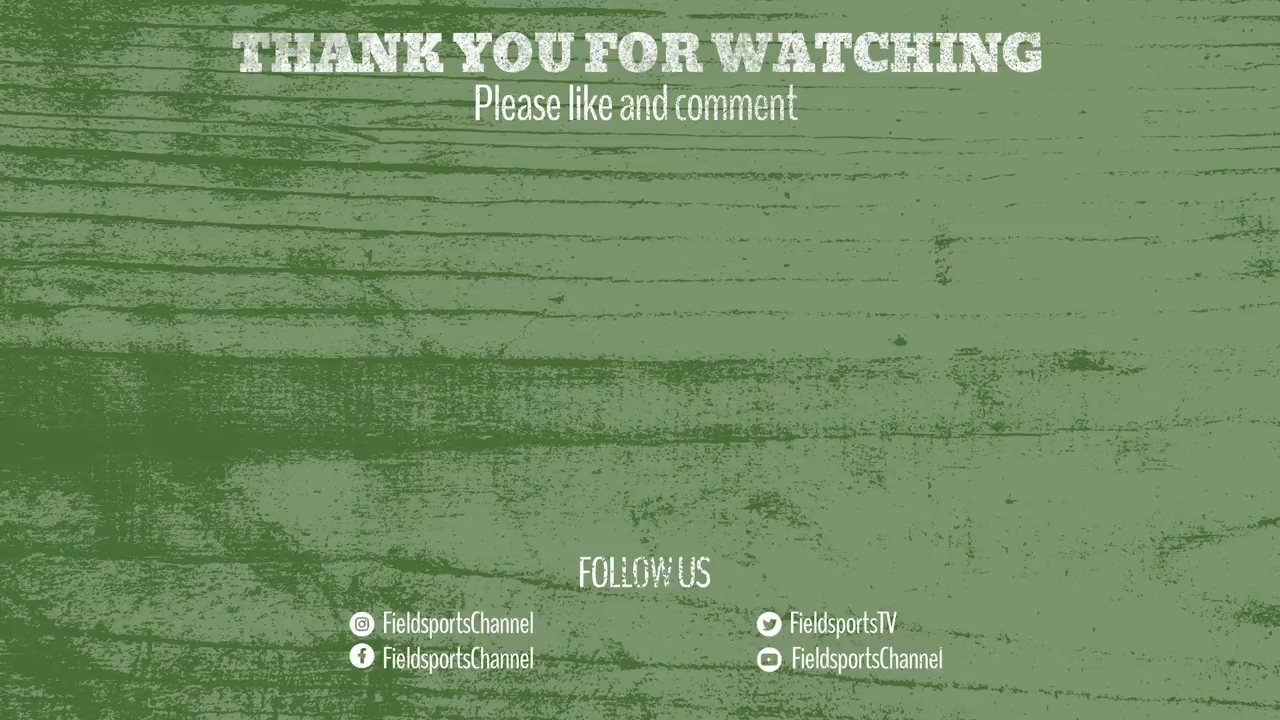 THANK YOU FOR WATCHING
Please like and comment
FOLLOW US
FieldsportsChannel
FieldsportsTV
FieldsportsChannel
FieldsportsChannel